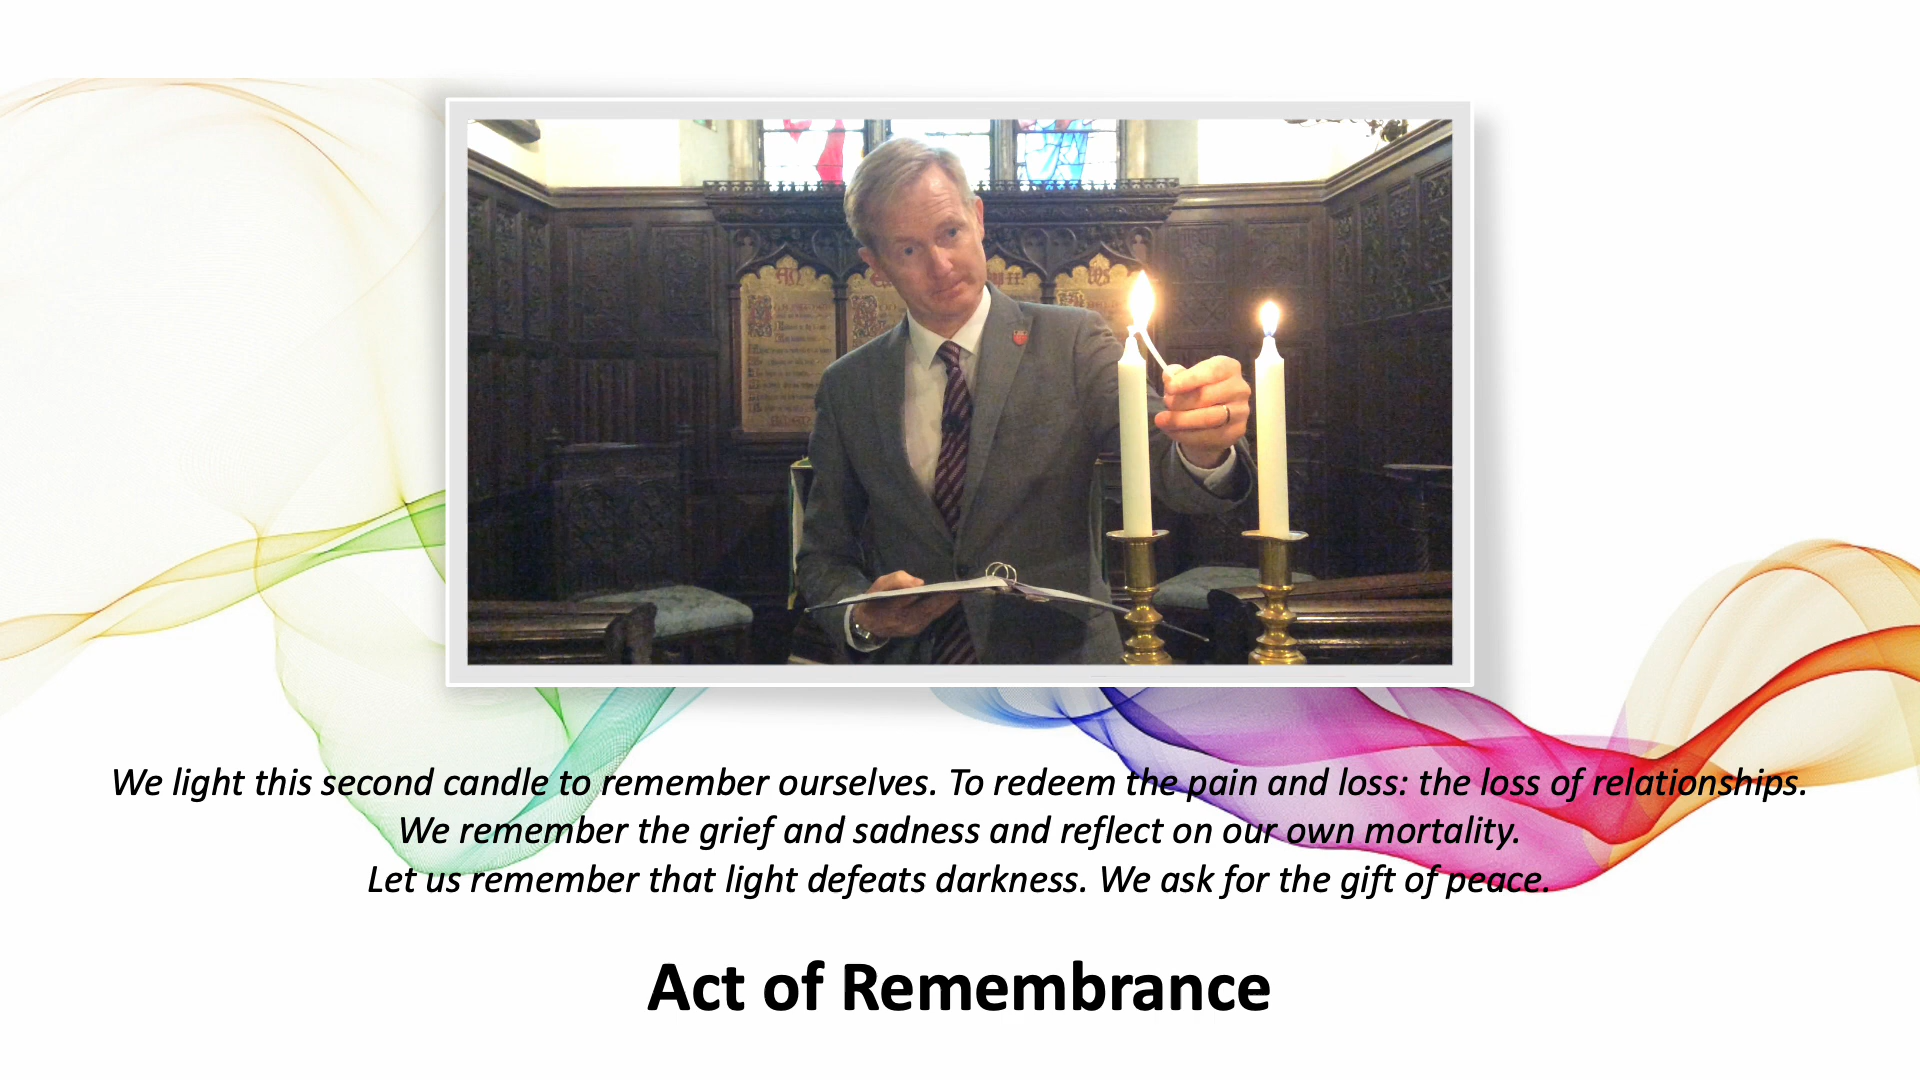 We light this second candle to remember ourselves. To redeem the pain and loss: the loss of relationships.
We remember the grief and sadness and reflect on our own mortality.
Let us remember that light defeats darkness. We ask for the gift of peace.
Act of Remembrance